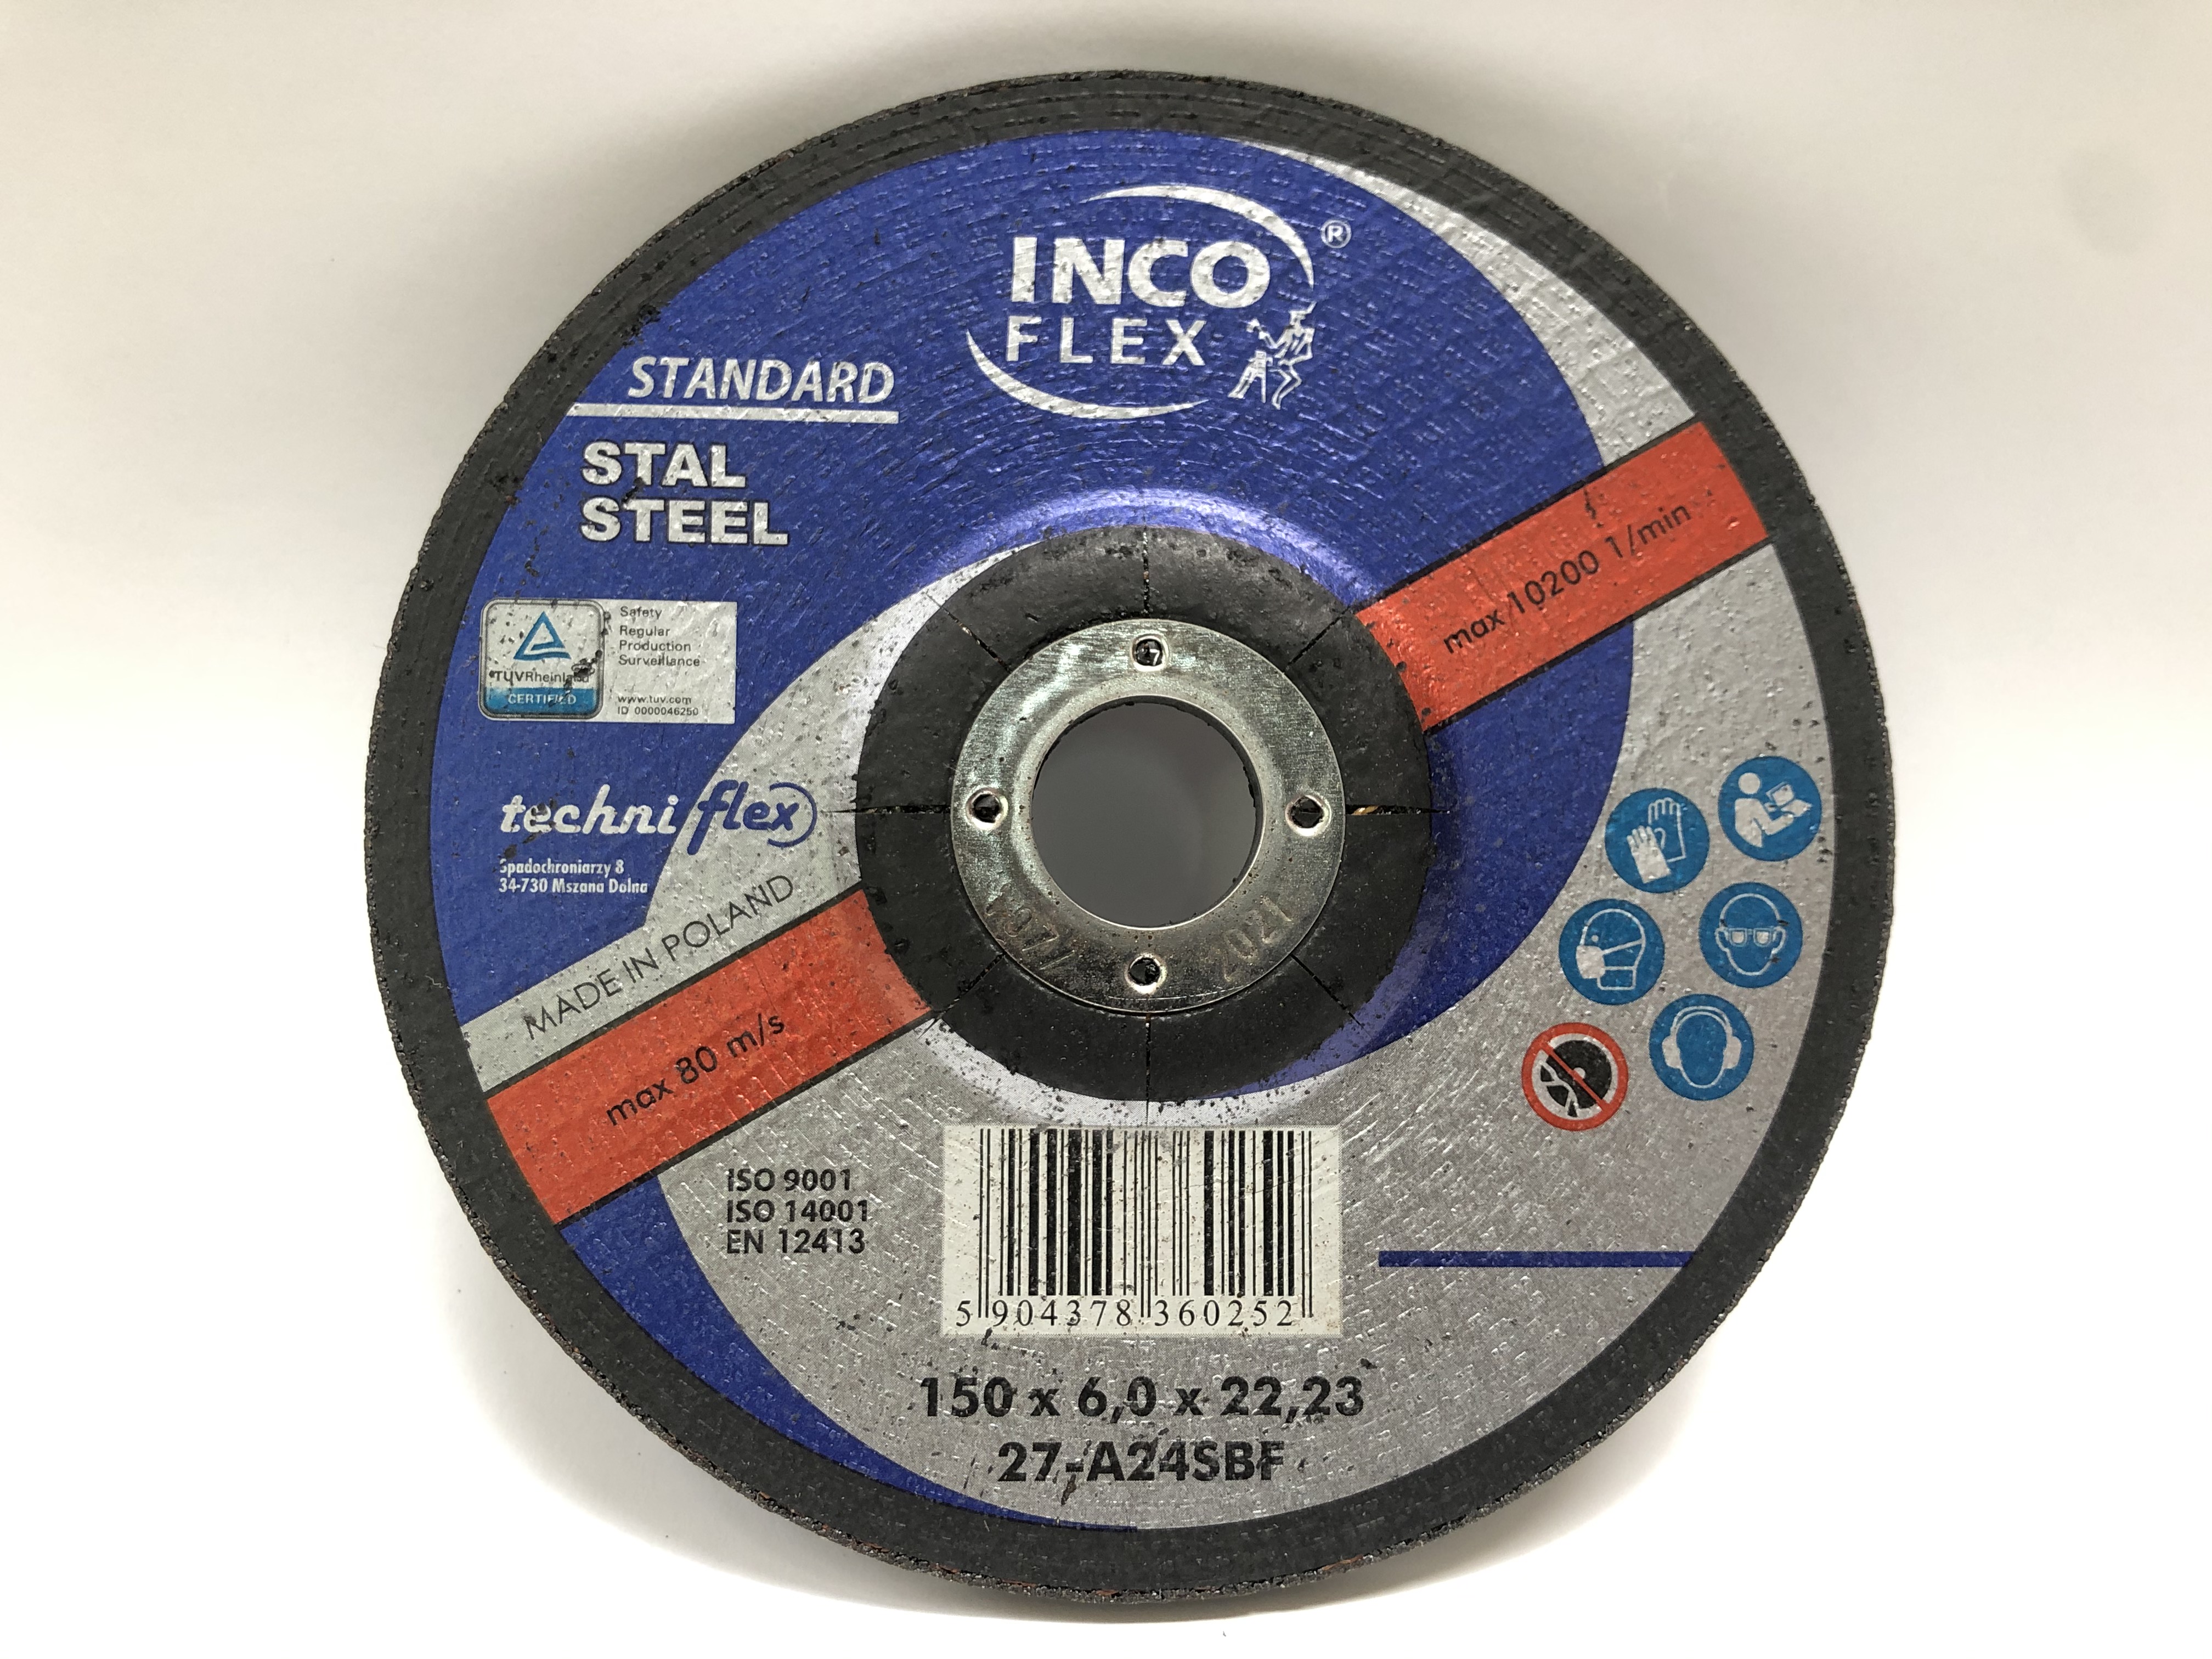 INCO
FLEX
®
STANDARD
STAL
STEEL
max 10200 1/min
Safety
Regular
Production
Surveillance
www.tuv.com
ID 0000046250
TÜVRheinland
CERTIFIED
techniflex
Spadochroniarzy 8
34-730 Mszana Dolna
MADE IN POLAND
max 80 m/s
2021
ISO 9001
ISO 14001
EN 12413
5 904378 360252
150 x 6,0 x 22,23
27-A24SBF